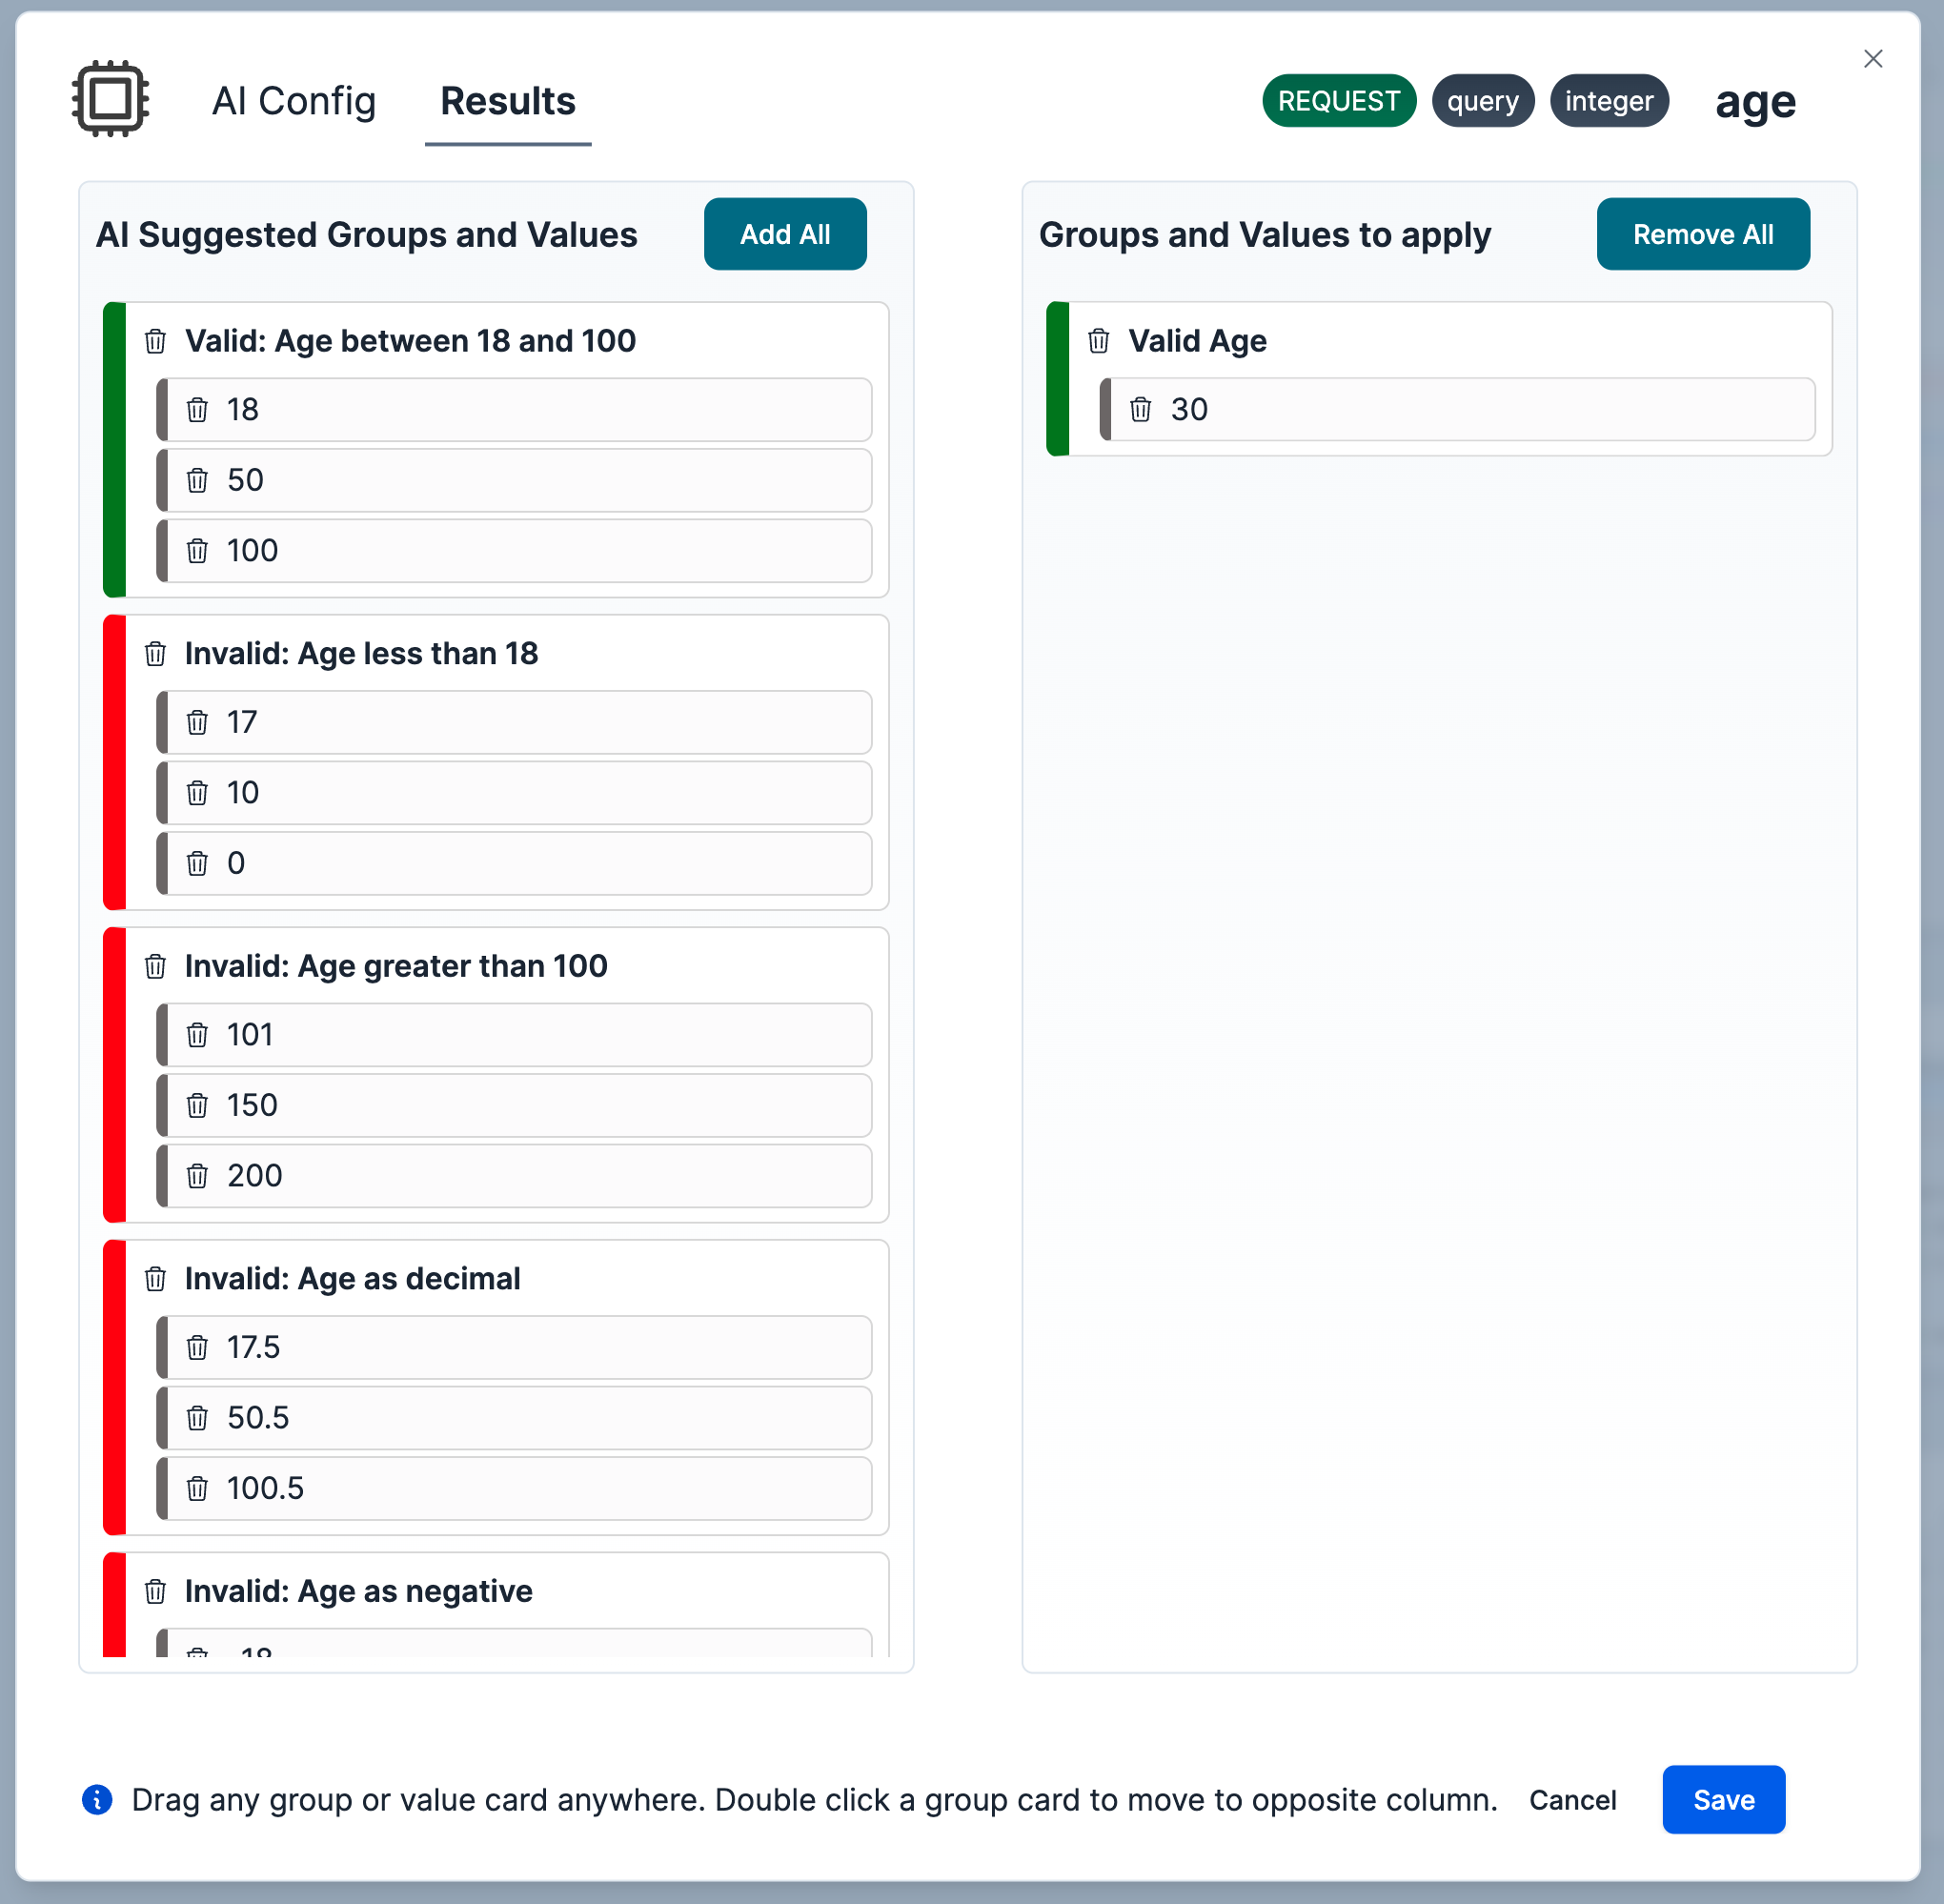 AI Config
Results
REQUEST
query
integer
age
AI Suggested Groups and Values
Add All
Valid: Age between 18 and 100
18
50
100
Invalid: Age less than 18
17
10
0
Invalid: Age greater than 100
101
150
200
Invalid: Age as decimal
17.5
50.5
100.5
Invalid: Age as negative
Groups and Values to apply
Remove All
Valid Age
30
Drag any group or value card anywhere. Double click a group card to move to opposite column.
Cancel
Save